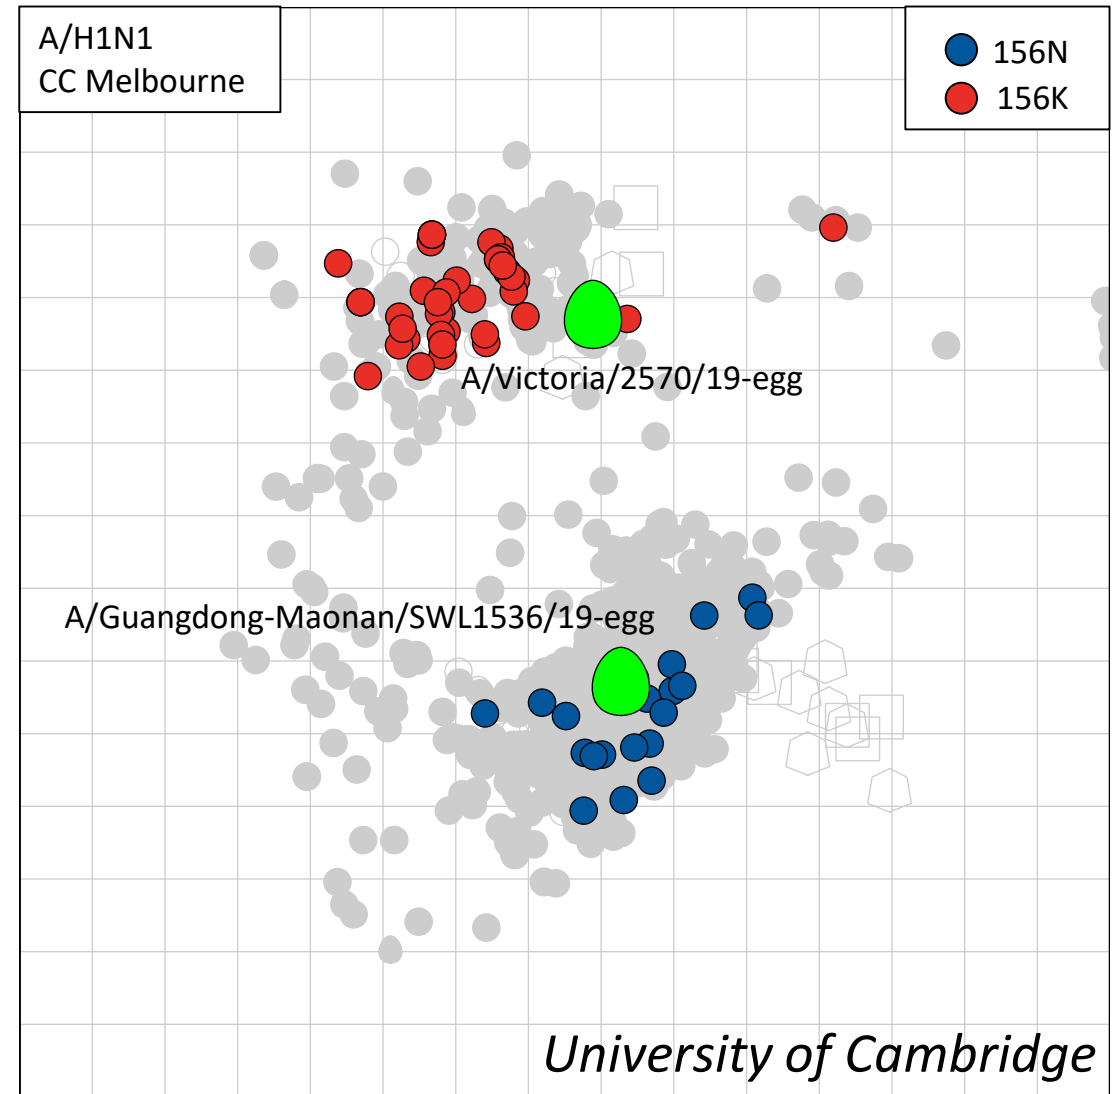 A/H1N1
CC Melbourne
156N
156K
A/Victoria/2570/19-egg
A/Guangdong-Maonan/SWL1536/19-egg
University of Cambridge